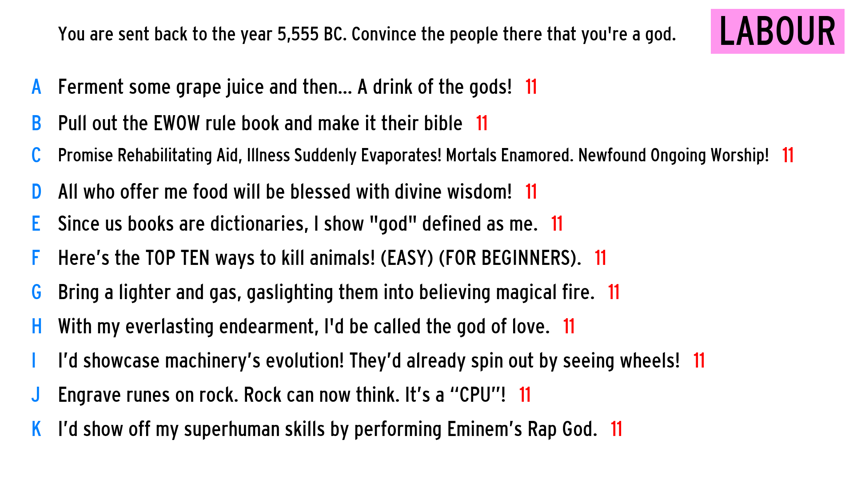 You are sent back to the year 5,555 BC. Convince the people there that you're a god.
LABOUR
A Ferment some grape juice and then... A drink of the gods! 11
B Pull out the EWOW rule book and make it their bible 11
C Promise Rehabilitating Aid, Illness Suddenly Evaporates! Mortals Enamored. Newfound Ongoing Worship! 11
D All who offer me food will be blessed with divine wisdom! 11
E Since us books are dictionaries, I show "god" defined as me. 11
F Here’s the TOP TEN ways to kill animals! (EASY) (FOR BEGINNERS). 11
G Bring a lighter and gas, gaslighting them into believing magical fire. 11
H With my everlasting endearment, I'd be called the god of love. 11
I I’d showcase machinery’s evolution! They’d already spin out by seeing wheels! 11
J Engrave runes on rock. Rock can now think. It’s a “CPU”! 11
K I’d show off my superhuman skills by performing Eminem’s Rap God. 11